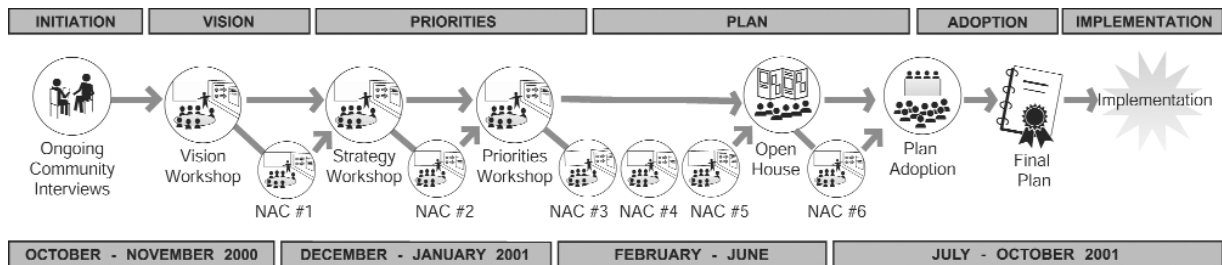 INITIATION
VISION
PRIORITIES
PLAN
ADOPTION
IMPLEMENTATION
Ongoing
Community
Interviews
Vision
Workshop
NAC #1
Strategy
Workshop
NAC #2
Priorities
Workshop
NAC #3
NAC #4
NAC #5
Open
House
NAC #6
Plan
Adoption
Final
Plan
Implementation
OCTOBER - NOVEMBER 2000
DECEMBER - JANUARY 2001
FEBRUARY - JUNE
JULY - OCTOBER 2001